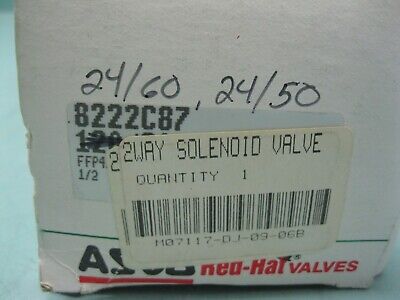 24/60, 24/50
8222C87
2WAY SOLENOID VALVE
FFP4
1/2
QUANTITY 1
M07117-DJ-09-06B
Red-Hat® VALVES